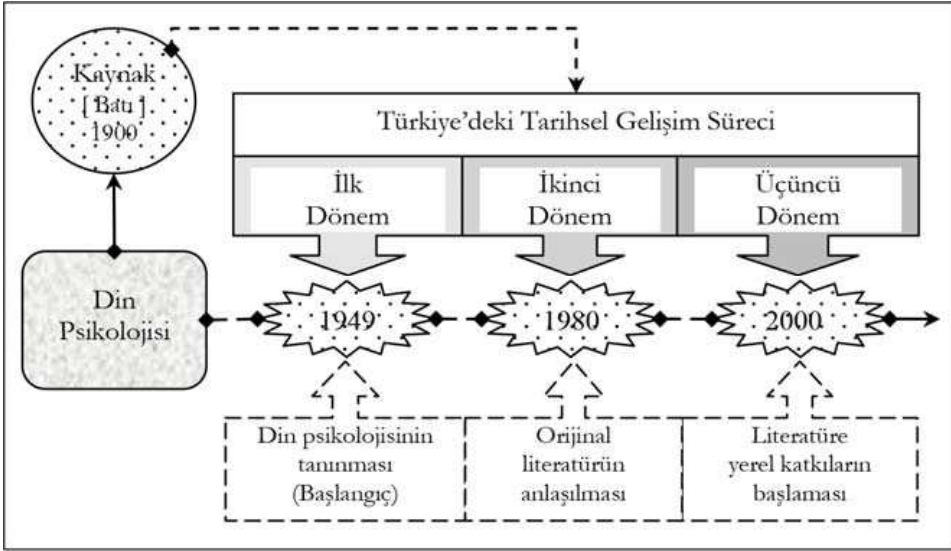 Kaynak
[ Batı ]
1900
Türkiye'deki Tarihsel Gelişim Süreci
İlk
Dönem
İkinci
Dönem
Üçüncü
Dönem
Din
Psikolojisi
1949
1980
2000
Din psikolojisinin
tanınması
(Başlangıç)
Orijinal
literatürün
anlaşılması
Literatüre
yerel katkıların
başlaması